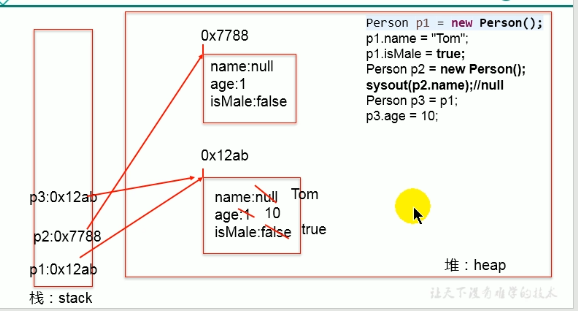 0x7788
name:null
age:1
isMale:false
0x12ab
name:null Tom
age:1 10
isMale:false true
p3:0x12ab
p2:0x7788
p1:0x12ab
栈：stack
堆：heap
Person p1 = new Person();
p1.name = "Tom";
p1.isMale = true;
Person p2 = new Person();
sysout(p2.name);//null
Person p3 = p1;
p3.age = 10;
让天下没有难学的技术